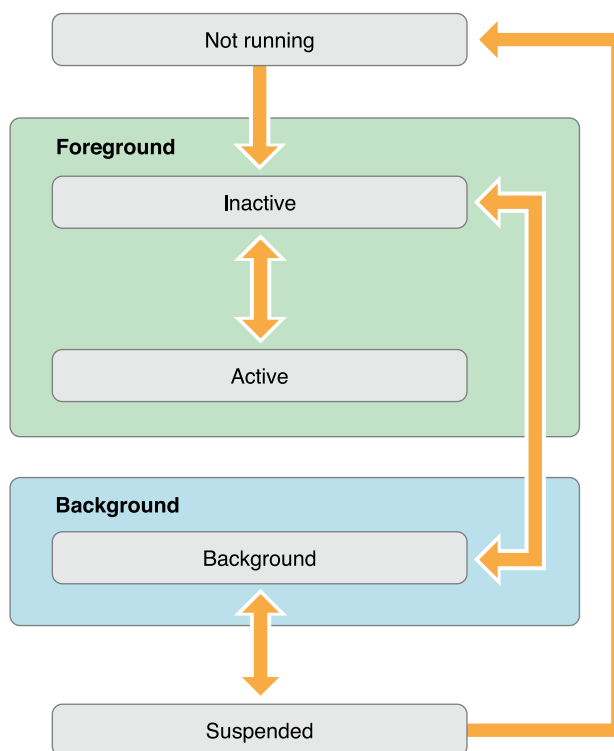 Not running
Foreground
Inactive
Active
Background
Background
Suspended